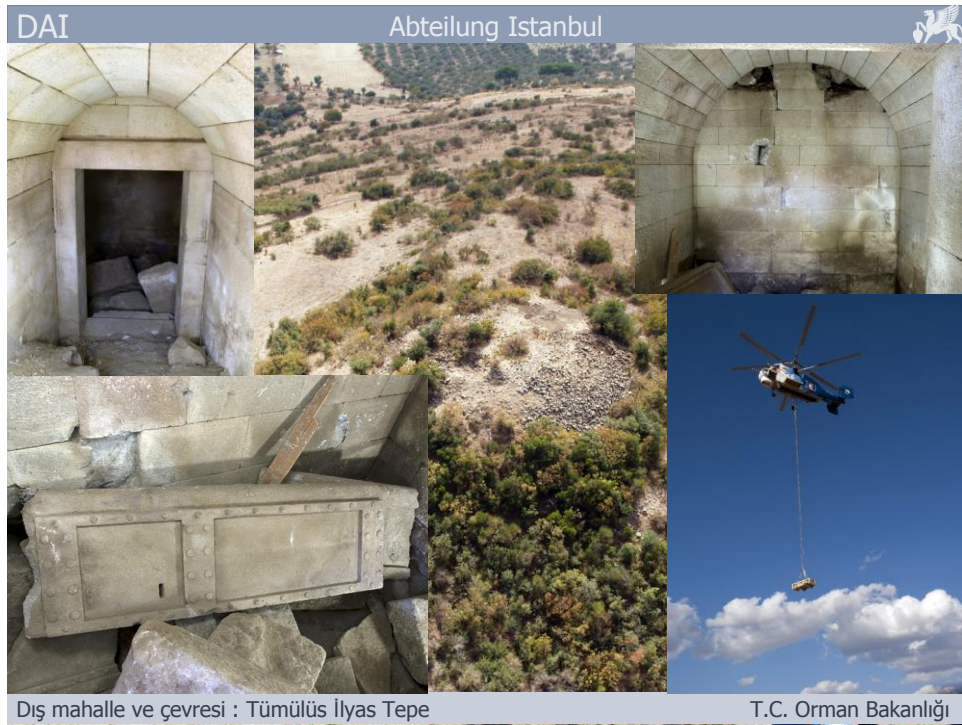 DAI
Abteilung Istanbul
Dış mahalle ve çevresi : Tümülüs İlyas Tepe
T.C. Orman Bakanlığı